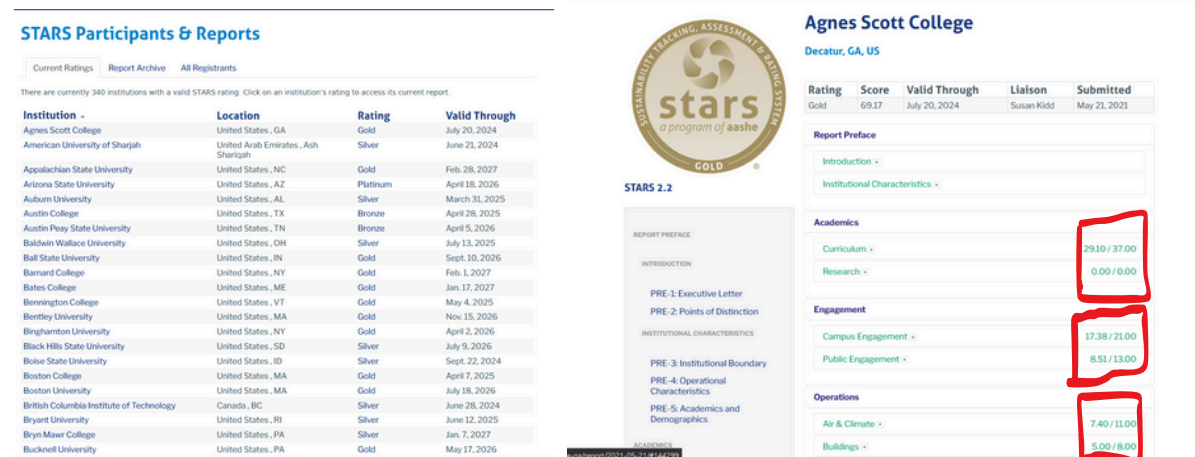 STARS Participants & Reports
Current Ratings Report Archive All Registrants
There are currently 340 institutions with a valid STARS rating. Click on an institution's rating to access its current report.
Institution Location Rating Valid Through
Agnes Scott College United States , GA Gold July 20, 2024
American University of Sharjah United Arab Emirates , Ash Shariqah Silver June 21, 2024
Appalachian State University United States , NC Gold Feb. 28, 2027
Arizona State University United States , AZ Platinum April 18, 2026
Auburn University United States , AL Silver March 31, 2025
Austin College United States , TX Bronze April 28, 2025
Austin Peay State University United States , TN Bronze April 5, 2026
Baldwin Wallace University United States , OH Silver July 13, 2025
Ball State University United States , IN Gold Sept. 10, 2026
Barnard College United States , NY Gold Feb. 1, 2027
Bates College United States , ME Gold Jan. 17, 2027
Bennington College United States , VT Gold May 4, 2025
Bentley University United States , MA Gold Nov. 15, 2026
Binghamton University United States , NY Gold April 2, 2026
Black Hills State University United States , SD Silver July 9, 2026
Boise State University United States , ID Silver Sept. 22, 2024
Boston College United States , MA Gold April 7, 2025
Boston University United States , MA Gold July 18, 2026
British Columbia Institute of Technology Canada , BC Silver June 28, 2024
Bryant University United States , RI Silver June 12, 2025
Bryn Mawr College United States , PA Silver Jan. 7, 2027
Bucknell University United States , PA Gold May 17, 2026
SUSTAINABILITY TRACKING, ASSESSMENT & RATING SYSTEM
stars
a program of aashe
GOLD
®
STARS 2.2
REPORT PREFACE
INTRODUCTION
PRE-1: Executive Letter
PRE-2: Points of Distinction
INSTITUTIONAL CHARACTERISTICS
PRE-3: Institutional Boundary
PRE-4: Operational
Characteristics
PRE-5: Academics and
Demographics
ACADEMICS
Agnes Scott College
Decatur, GA, US
Rating Score Valid Through Liaison Submitted
Gold 69.17 July 20, 2024 Susan Kidd May 21, 2021
Report Preface
Introduction
Institutional Characteristics
Academics
Curriculum 29.10 / 37.00
Research 0.00 / 0.00
Engagement
Campus Engagement 17.38 / 21.00
Public Engagement 8.51 / 13.00
Operations
Air & Climate 7.40 / 11.00
Buildings 5.00 / 8.00